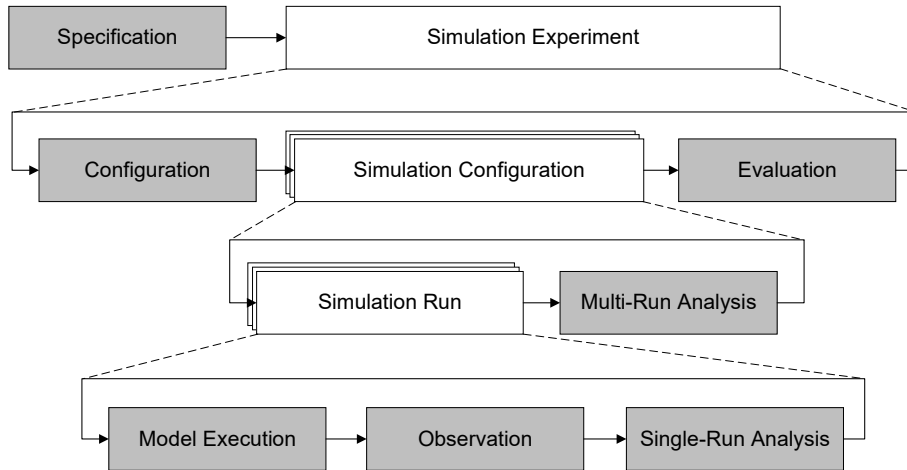 Specification
Simulation Experiment
Configuration
Simulation Configuration
Evaluation
Simulation Run
Multi-Run Analysis
Model Execution
Observation
Single-Run Analysis